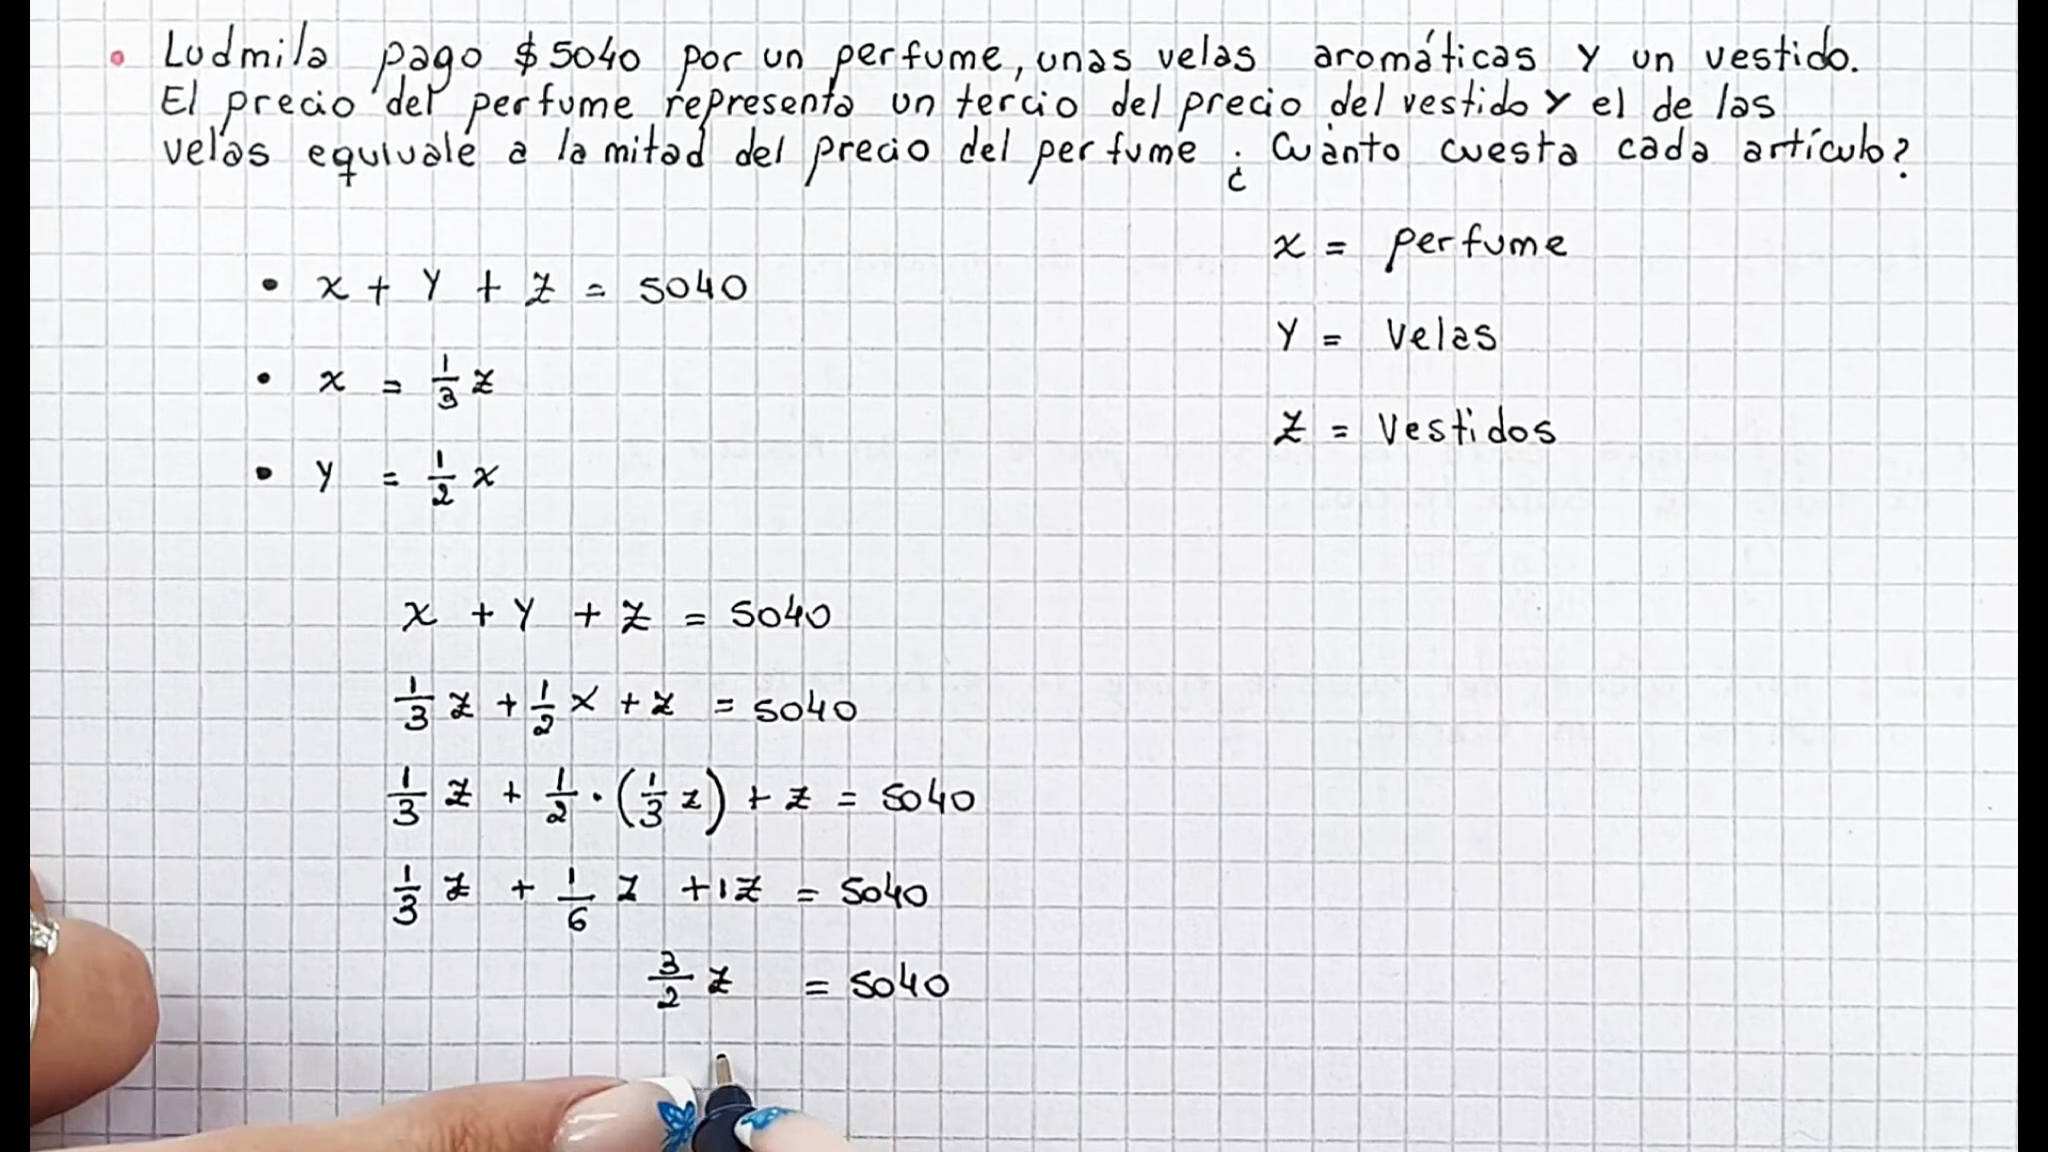 • Ludmila pago $5040 por un perfume, unas velas aromáticas y un vestido.
El precio del perfume representa un tercio del precio del vestido y el de las
velas equivale a la mitad del precio del perfume ¿ Cuànto cuesta cada artículo?
x = perfume
• x + y + z = 5040
y = velas
• x = 1/3 z
z = vestidos
• y = 1/2 x
x + y + z = 5040
1/3 z + 1/2 x + z = 5040
1/3 z + 1/2 · (1/3 z) + z = 5040
1/3 z + 1/6 z + 1z = 5040
3/2 z = 5040